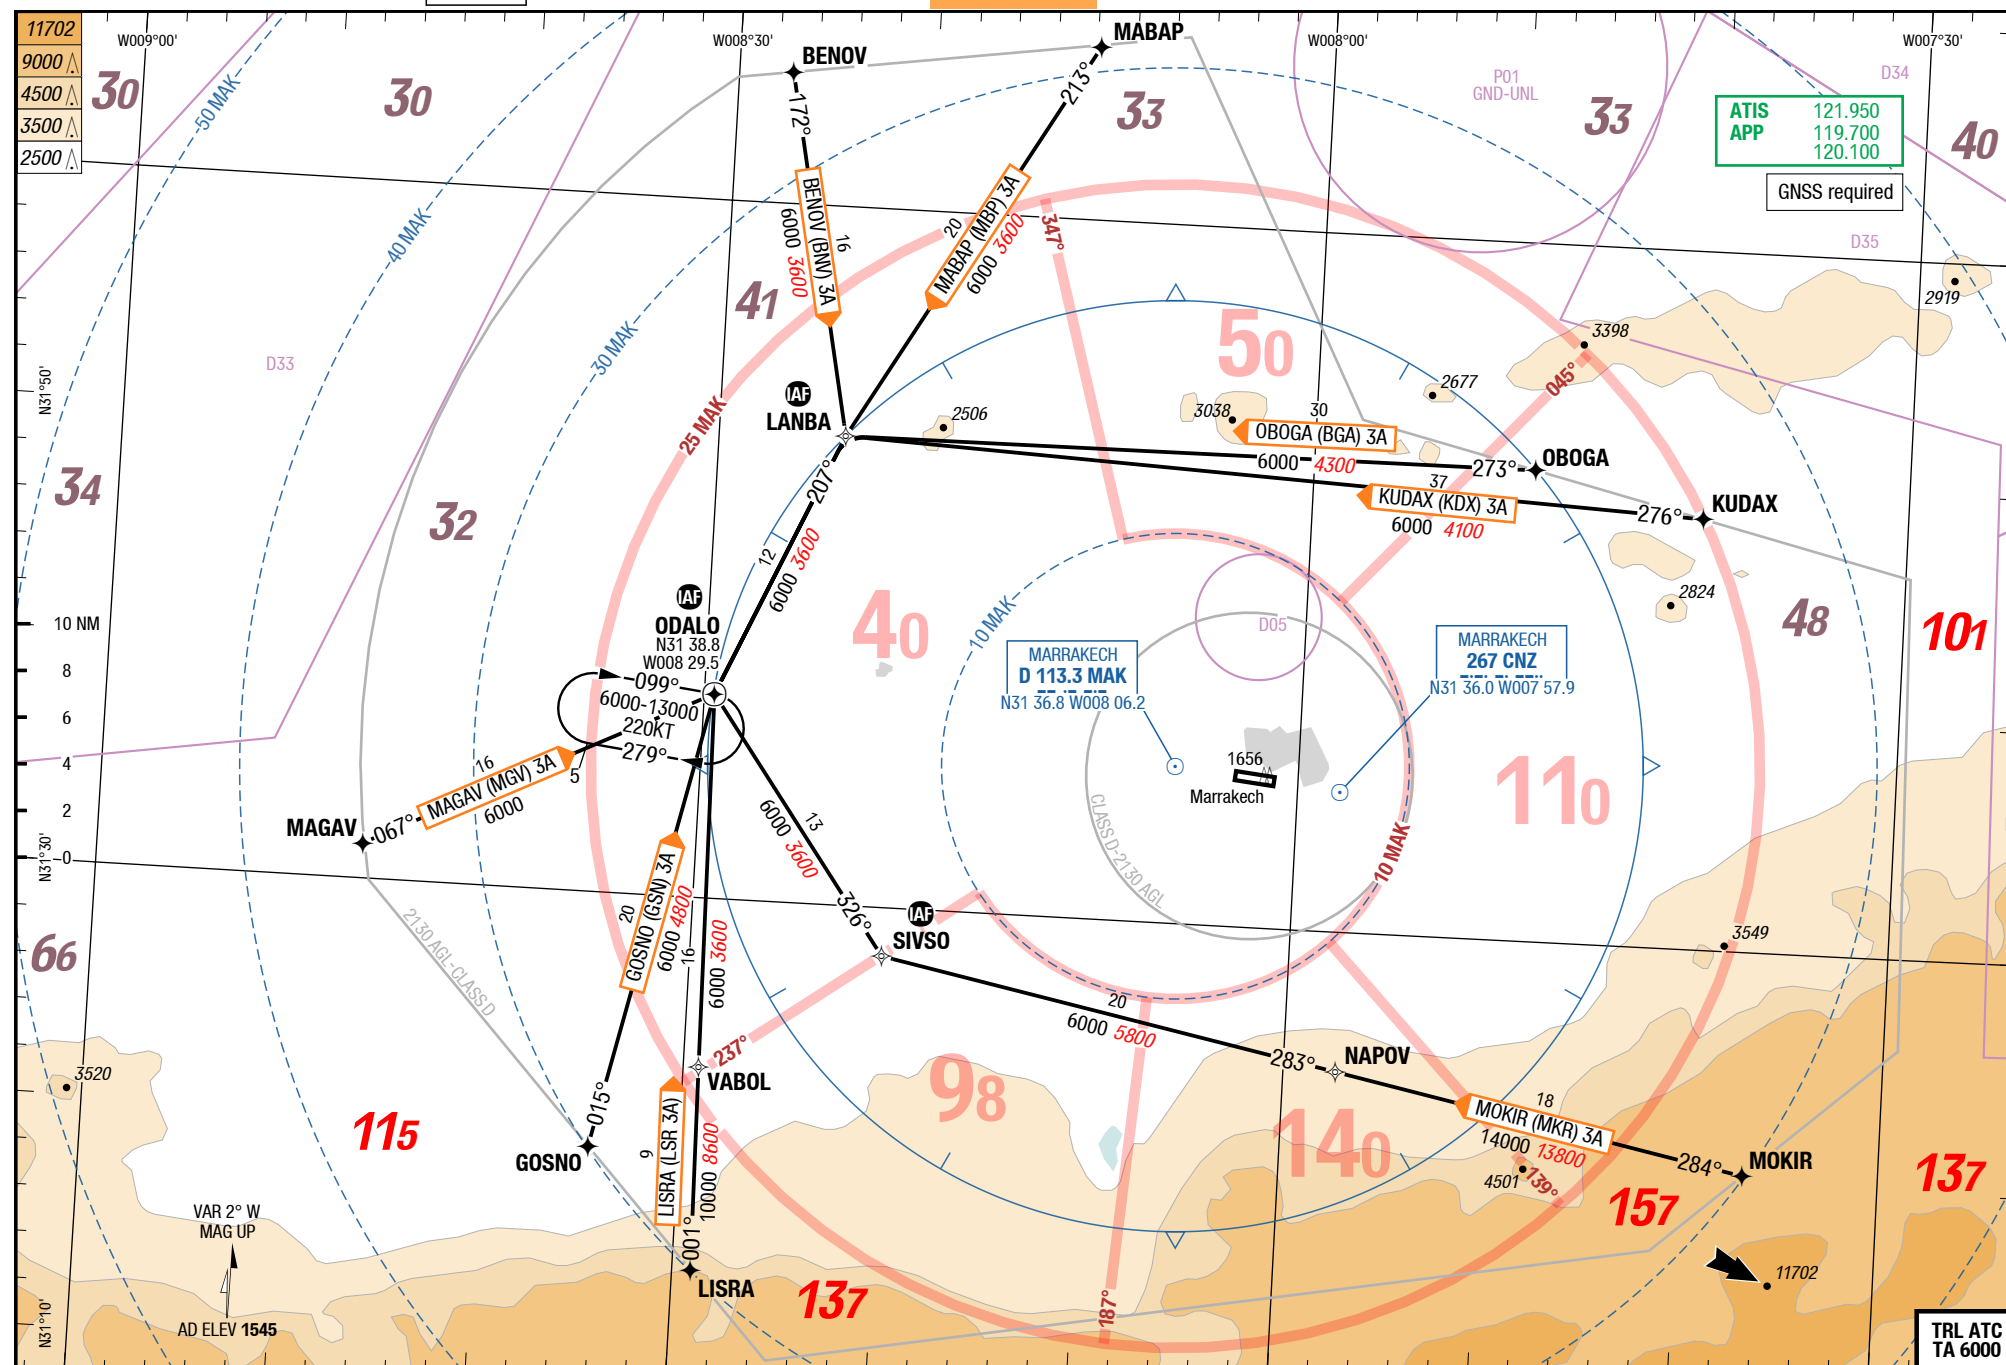 11702
9000
4500
3500
2500
W009°00'
W008°30'
W008°00'
W007°30'
BENOV
MABAP
213°
172°
50 MAK
30
30
33
33
40
P01
GND-UNL
D34
ATIS 121.950
APP 119.700
120.100
GNSS required
D35
40 MAK
BENOV (BNV) 3A
16
6000 3600
20
MABAP (MBP) 3A
6000 3600
347°
41
30 MAK
D33
50
2919
3398
045°
N31°50'
25 MAK
IAF
LANBA
2506
3038
30
2677
OBOGA (BGA) 3A
6000 4300
273°
OBOGA
34
32
207°
37
KUDAX (KDX) 3A
6000 4100
276°
KUDAX
12
6000 3600
IAF
ODALO
N31 38.8
W008 29.5
40
10 MAK
D05
2824
48
101
10 NM
8
6
4
2
0
MARRAKECH
D 113.3 MAK
N31 36.8 W008 06.2
MARRAKECH
267 CNZ
N31 36.0 W007 57.9
099°
6000-13000
220KT
279°
5
16
MAGAV (MGV) 3A
6000
MAGAV
067°
1656
Marrakech
110
N31°30'
13
6000 3600
326°
CLASS D-2130 AGL
10 MAK
20
GOSNO (GSN) 3A
6000 4800
16
6000 3600
IAF
SIVSO
66
2130 AGL-CLASS D
3549
20
6000 5800
283°
NAPOV
237°
VABOL
3520
115
015°
GOSNO
98
140
18
MOKIR (MKR) 3A
14000 13800
284°
MOKIR
4501
139°
157
137
9
LISRA (LSR 3A)
10000 8600
001°
LISRA
VAR 2° W
MAG UP
AD ELEV 1545
137
187°
11702
N31°10'
TRL ATC
TA 6000